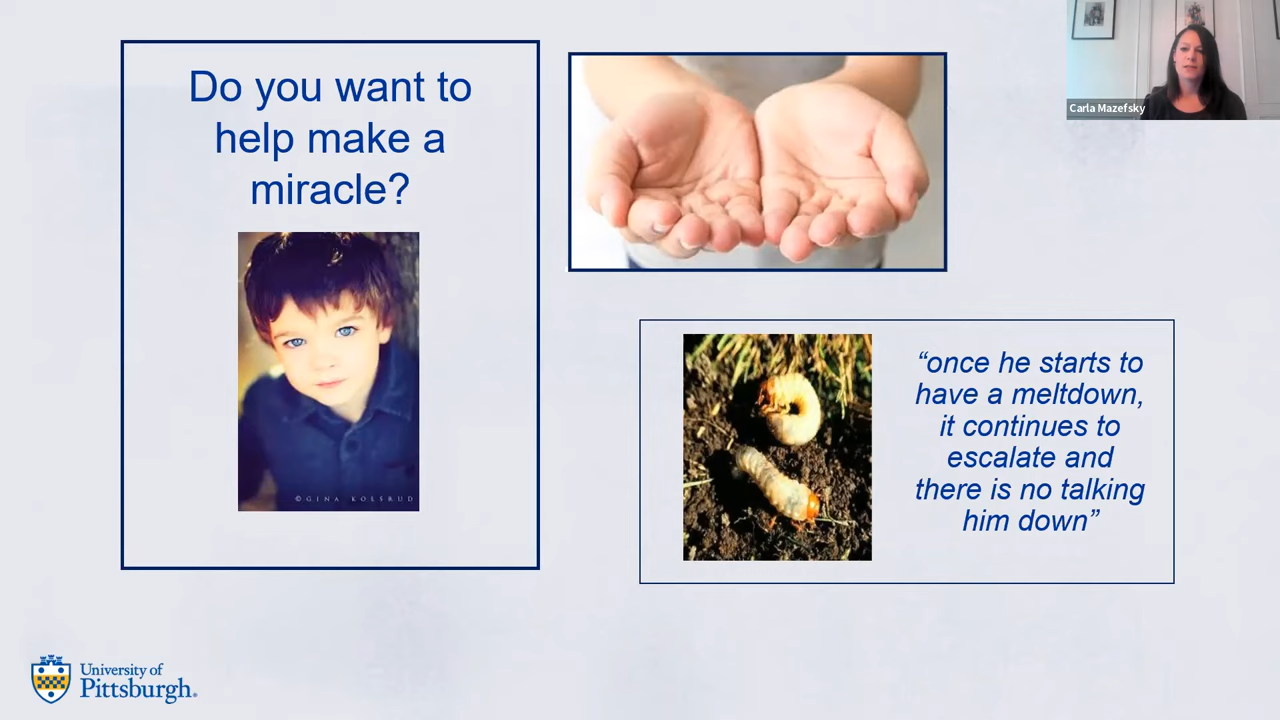 Do you want to
help make a
miracle?
©GINA KOLSRUD
“once he starts to
have a meltdown,
it continues to
escalate and
there is no talking
him down”
Carla Mazefsky
University of
Pittsburgh®